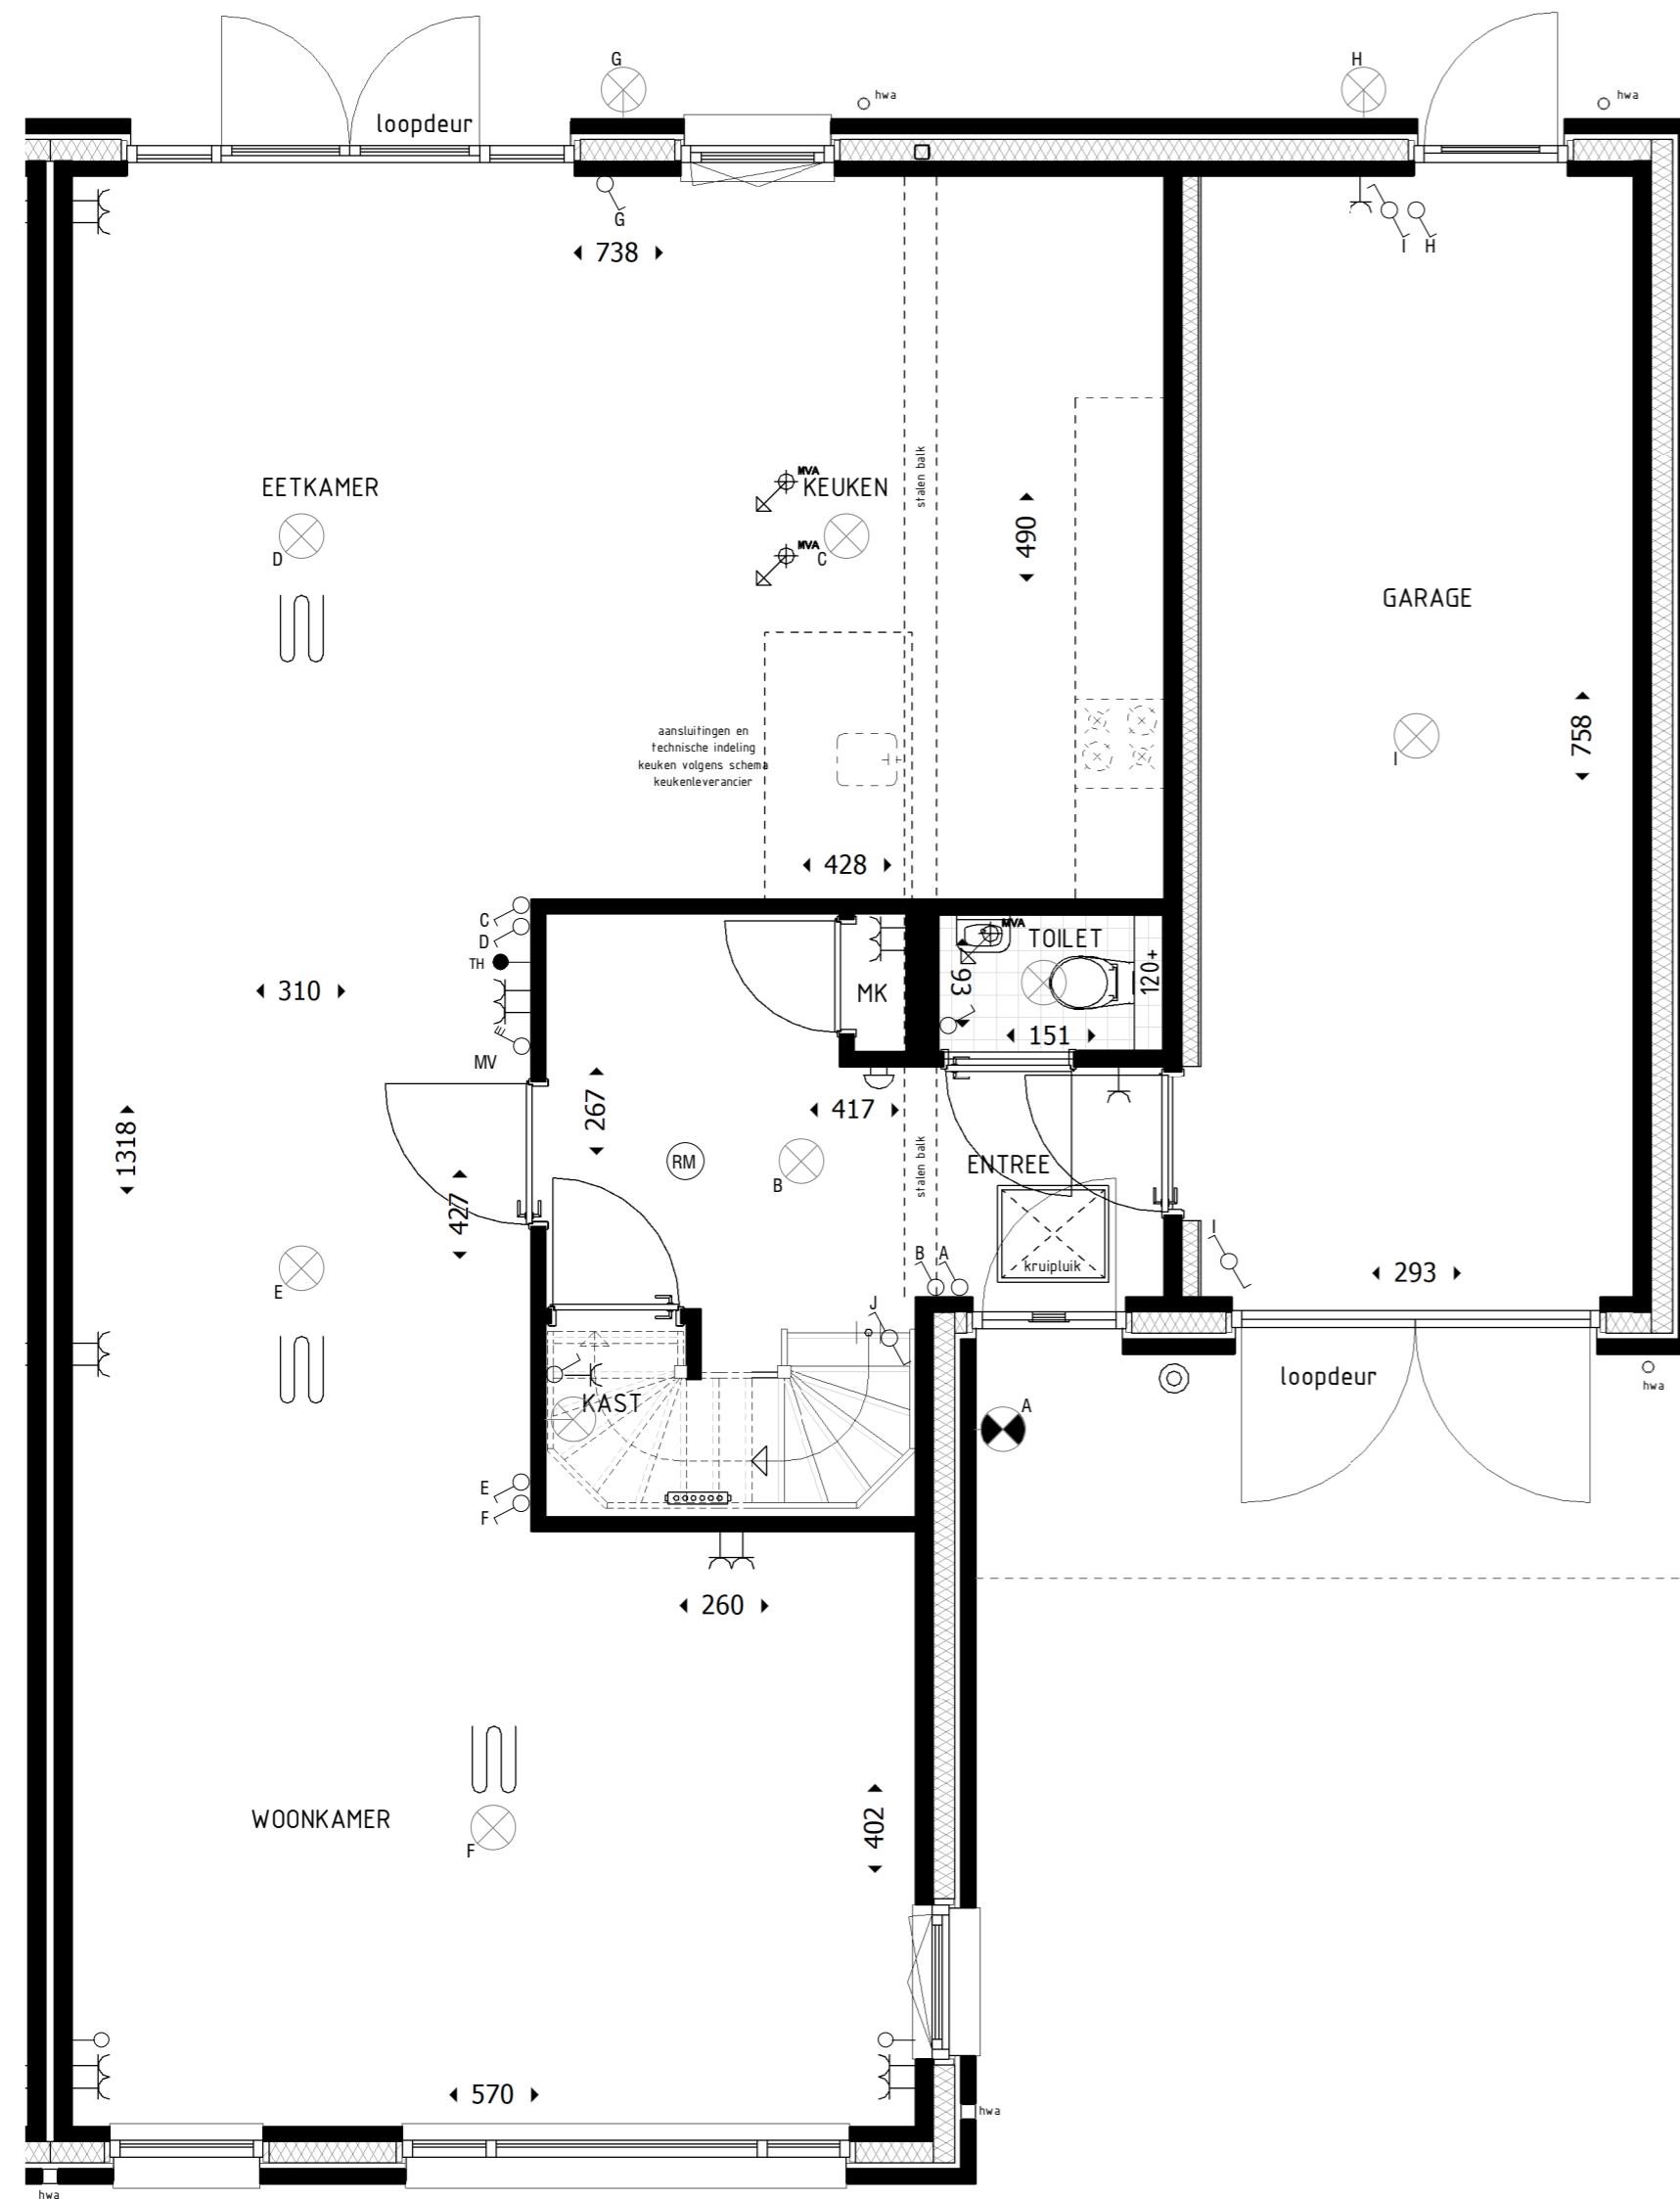 G
H
hwa
hwa
loopdeur
G
I H
738
EETKAMER
MVA
KEUKEN
stalen balk
490
D
MVA
C
GARAGE
758
I
aansluitingen en
technische indeling
keuken volgens schema
keukenleverancier
428
C
D
TH
MV
310
MK
MVA
TOILET
93
120+
151
1318
267
417
427
RM
B
stalen balk
ENTREE
kruipluik
B A
I
293
E
J
KAST
loopdeur
hwa
A
E
F
260
WOONKAMER
F
402
570
hwa
hwa